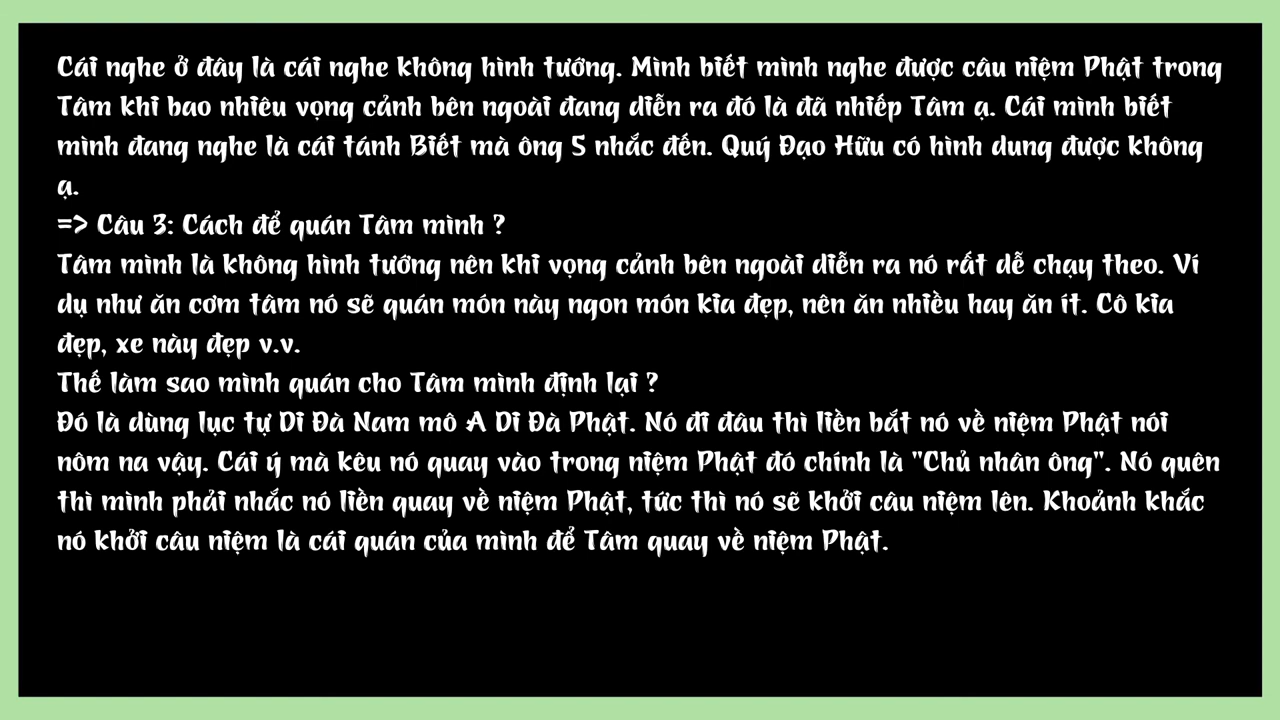 Cái nghe ở đây là cái nghe không hình tướng. Mình biết mình nghe được câu niệm Phật trong
Tâm khi bao nhiêu vọng cảnh bên ngoài đang diễn ra đó là đã nhiếp Tâm ạ. Cái mình biết
mình đang nghe là cái tánh Biết mà ông 5 nhắc đến. Quý Đạo Hữu có hình dung được không
ạ.
=> Câu 3: Cách để quán Tâm mình ?
Tâm mình là không hình tướng nên khi vọng cảnh bên ngoài diễn ra nó rất dễ chạy theo. Ví
dụ như ăn cơm tâm nó sẽ quán món này ngon món kia đẹp, nên ăn nhiều hay ăn ít. Cô kia
đẹp, xe này đẹp v.v.
Thế làm sao mình quán cho Tâm mình định lại ?
Đó là dùng lục tự Di Đà Nam mô A Di Đà Phật. Nó đi đâu thì liền bắt nó về niệm Phật nói
nôm na vậy. Cái ý mà kêu nó quay vào trong niệm Phật đó chính là "Chủ nhân ông". Nó quên
thì mình phải nhắc nó liền quay về niệm Phật, tức thì nó sẽ khởi câu niệm lên. Khoảnh khắc
nó khởi câu niệm là cái quán của mình để Tâm quay về niệm Phật.